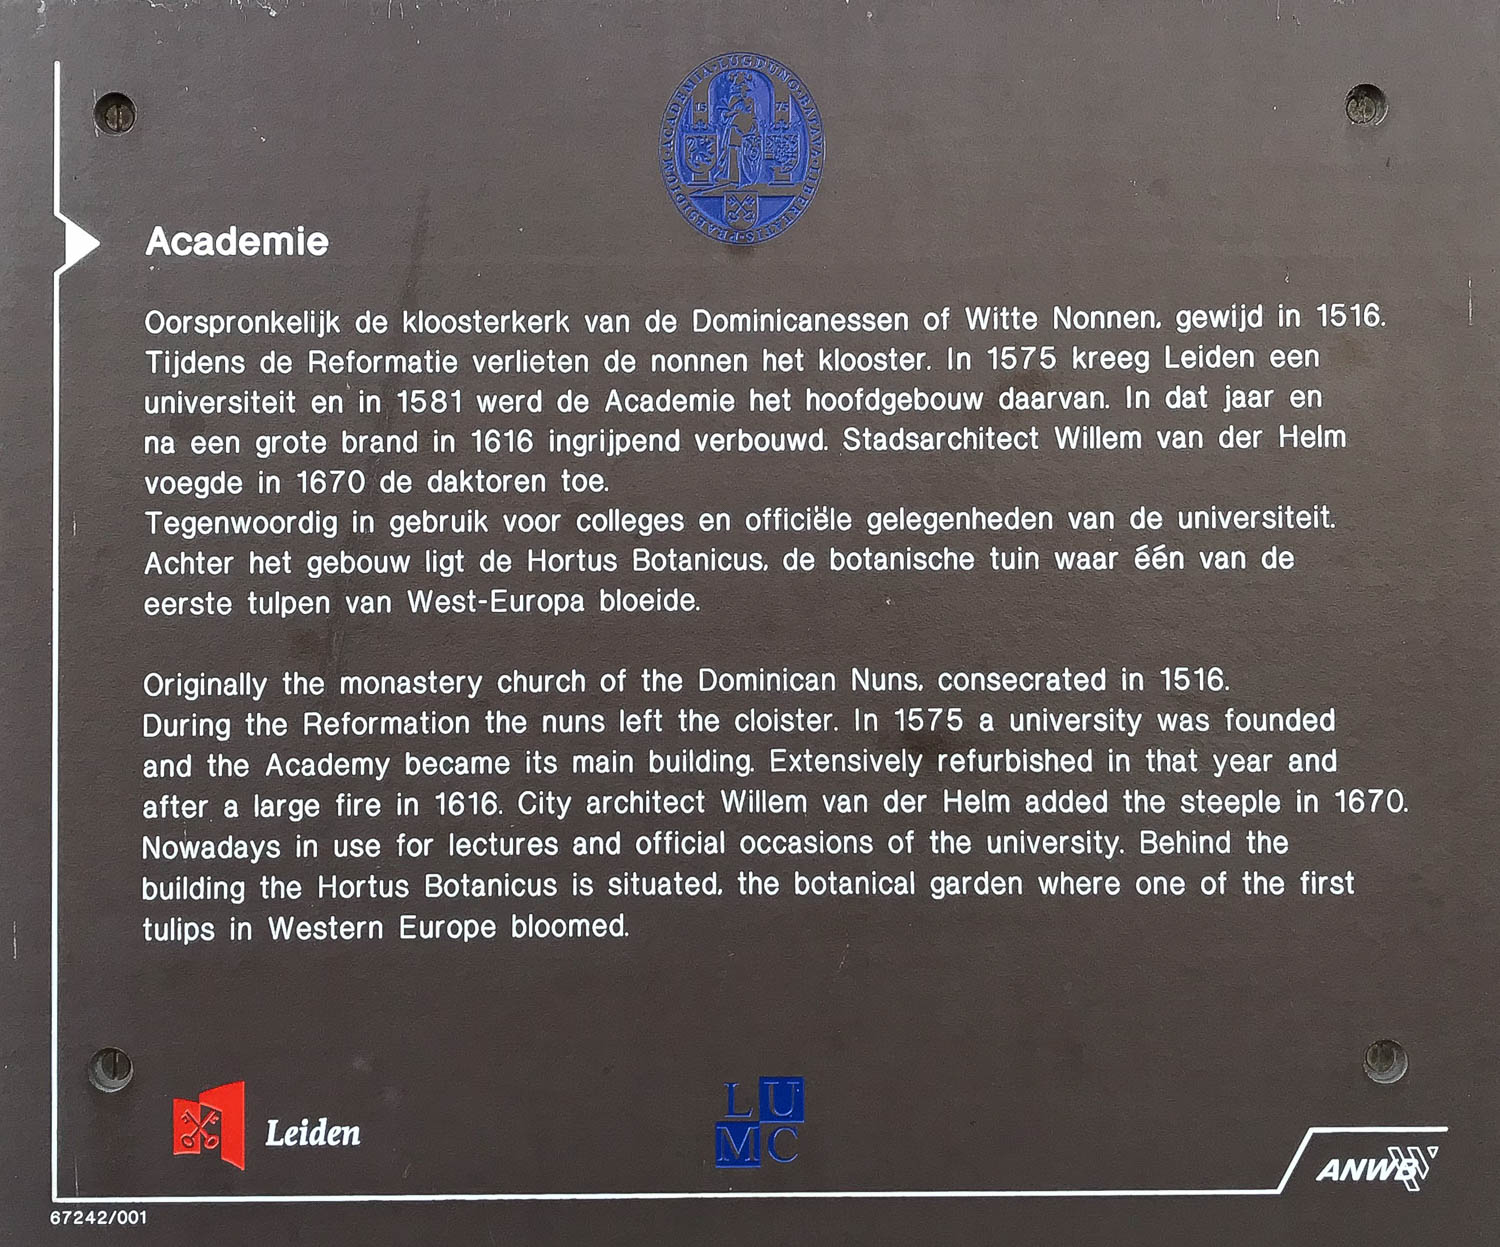 ACADEMIA·LUGDUNO·BATAVA·LIBERTATIS·PRAESIDIUM·
15 75
Academie
Oorspronkelijk de kloosterkerk van de Dominicanessen of Witte Nonnen, gewijd in 1516.
Tijdens de Reformatie verlieten de nonnen het klooster. In 1575 kreeg Leiden een
universiteit en in 1581 werd de Academie het hoofdgebouw daarvan. In dat jaar en
na een grote brand in 1616 ingrijpend verbouwd. Stadsarchitect Willem van der Helm
voegde in 1670 de daktoren toe.
Tegenwoordig in gebruik voor colleges en officiële gelegenheden van de universiteit.
Achter het gebouw ligt de Hortus Botanicus, de botanische tuin waar één van de
eerste tulpen van West-Europa bloeide.
Originally the monastery church of the Dominican Nuns, consecrated in 1516.
During the Reformation the nuns left the cloister. In 1575 a university was founded
and the Academy became its main building. Extensively refurbished in that year and
after a large fire in 1616. City architect Willem van der Helm added the steeple in 1670.
Nowadays in use for lectures and official occasions of the university. Behind the
building the Hortus Botanicus is situated, the botanical garden where one of the first
tulips in Western Europe bloomed.
Leiden
LU
MC
ANWB
67242/001